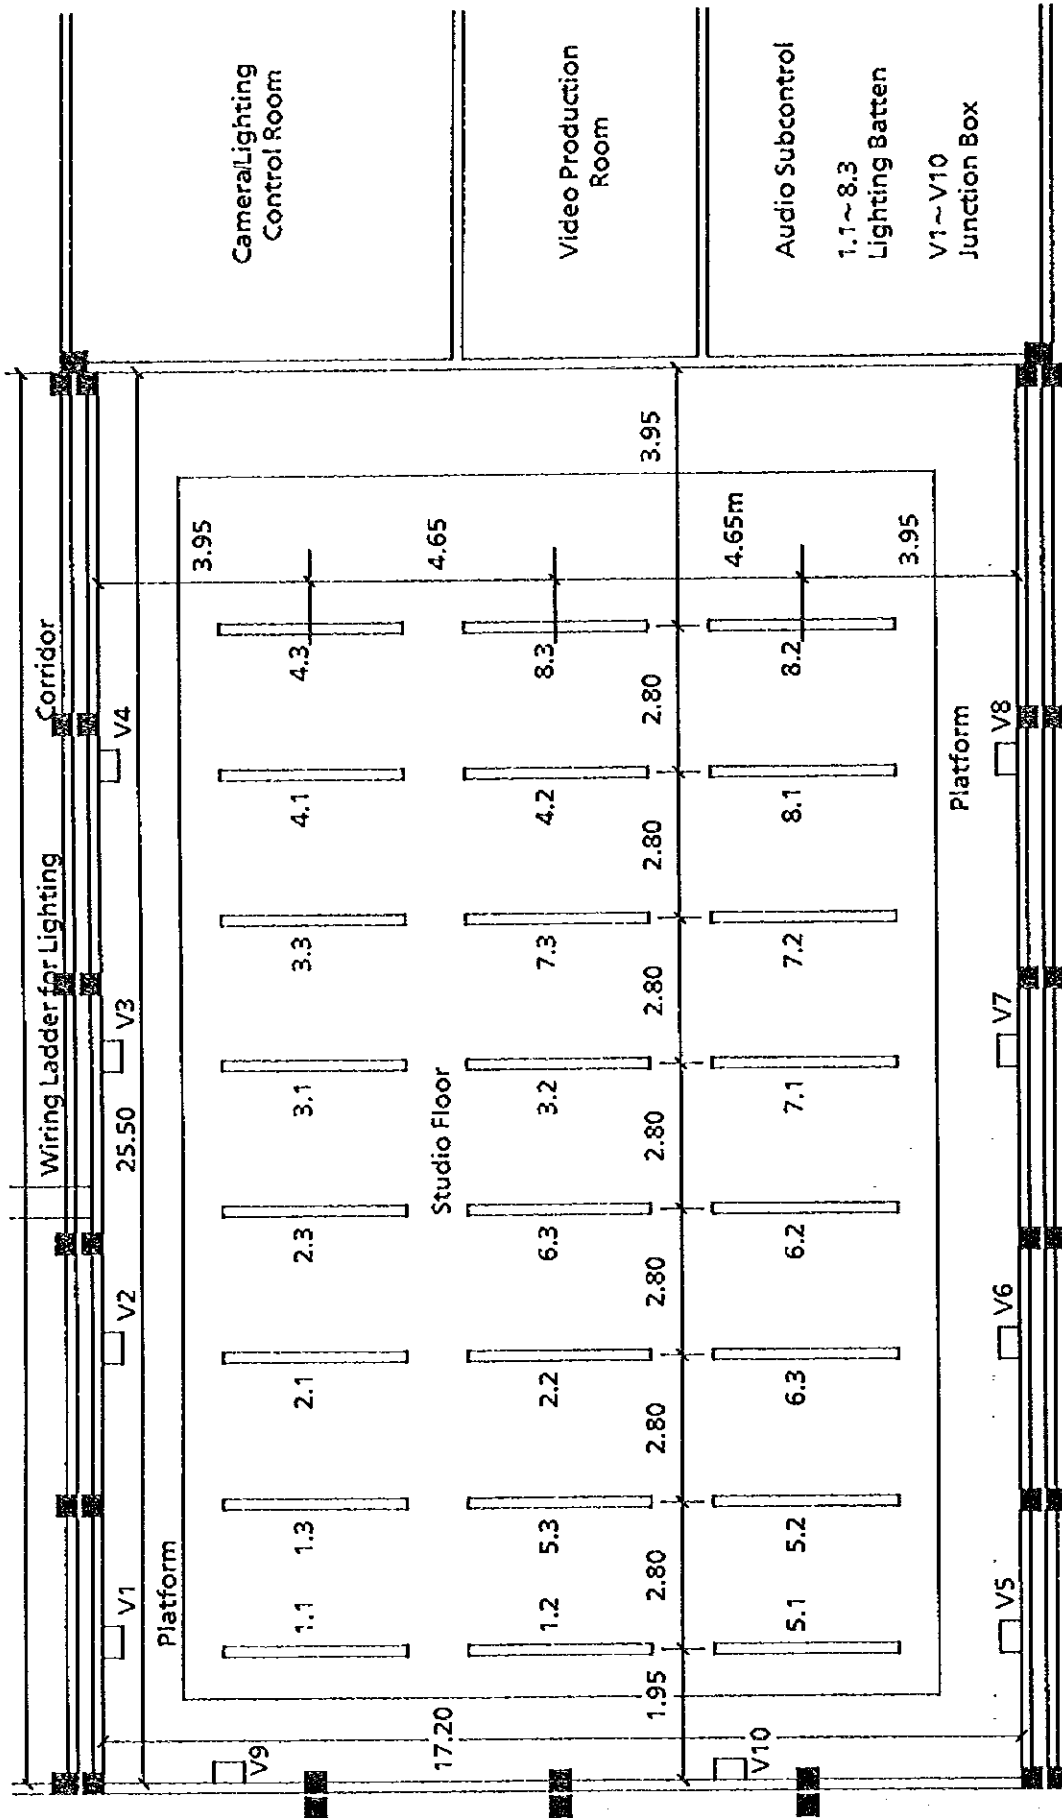 Wiring Ladder for Lighting
Corridor
V1
V2
25.50
V3
V4
Platform
3.95
Camera/Lighting
Control Room
V9
1.1
1.3
2.1
2.3
3.1
3.3
4.1
4.3
17.20
Studio Floor
4.65
1.2
5.3
2.2
6.3
3.2
7.3
4.2
8.3
Video Production
Room
1.95
2.80
2.80
2.80
2.80
2.80
2.80
2.80
3.95
4.65m
V10
5.1
5.2
6.3
6.2
7.1
7.2
8.1
8.2
Audio Subcontrol
1.1~8.3
Lighting Batten
3.95
V1~V10
Junction Box
Platform
V5
V6
V7
V8